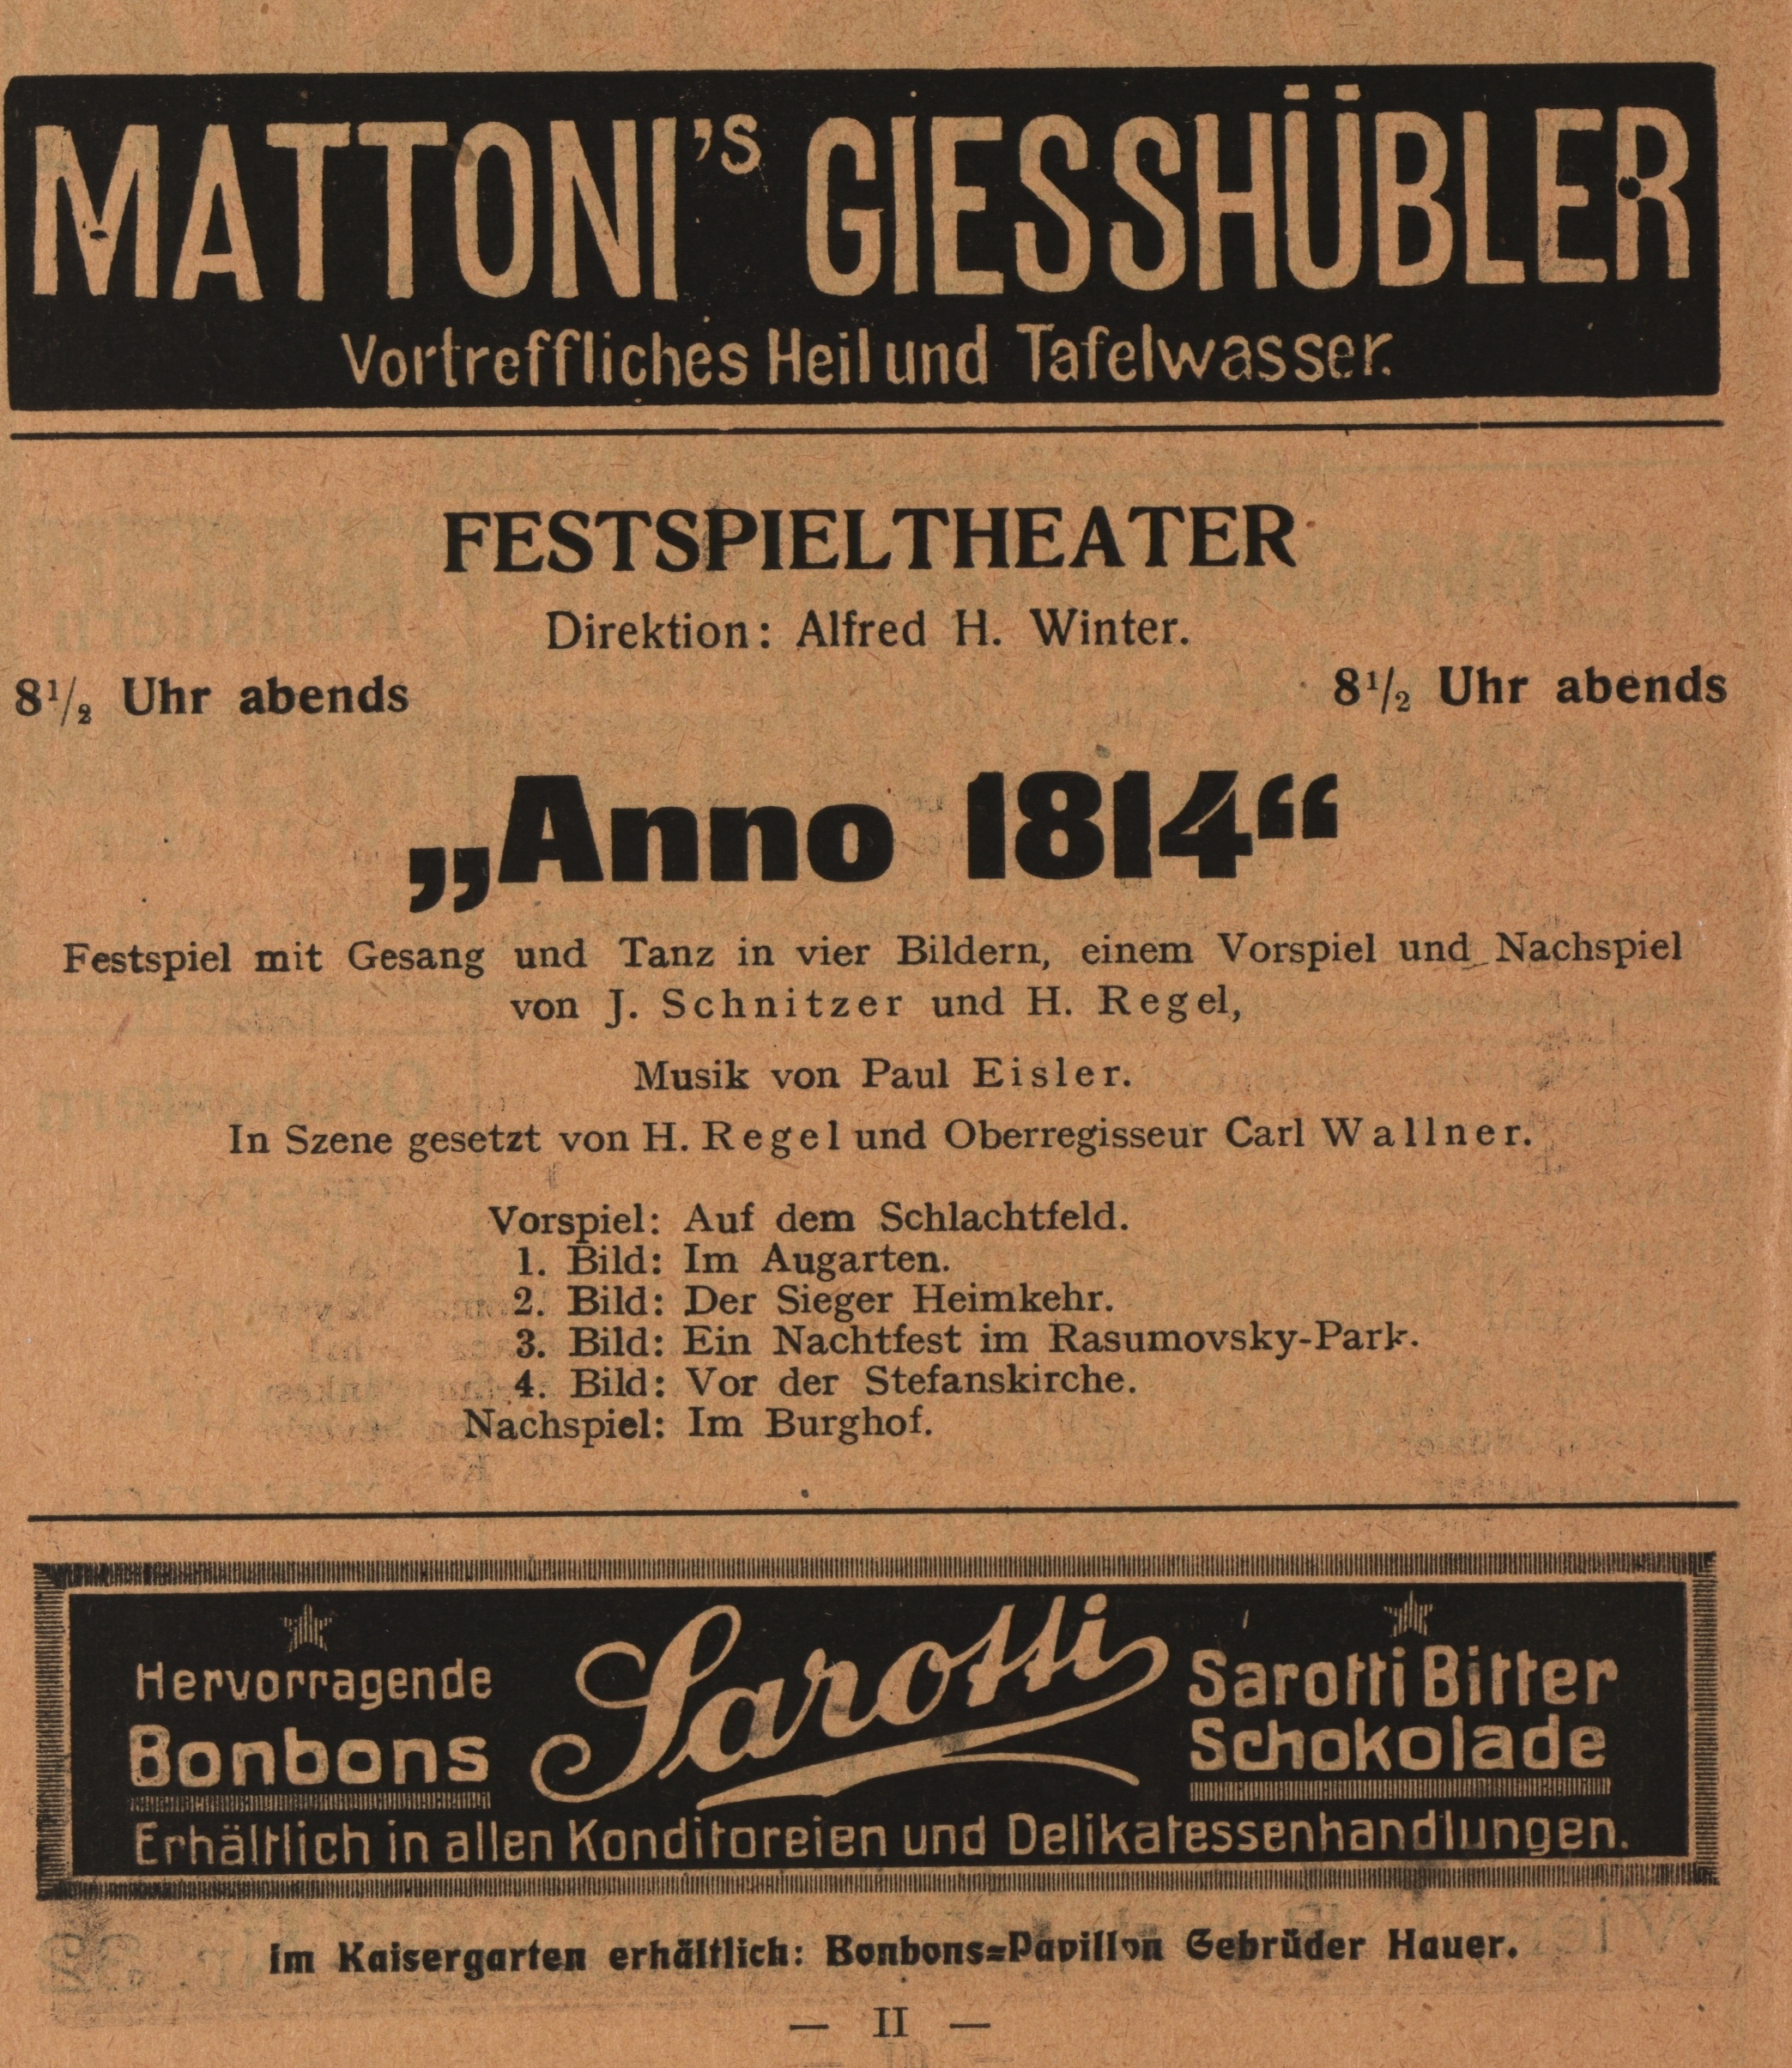 MATTONI's GIESSHÜBLER
Vortreffliches Heil und Tafelwasser.
FESTSPIELTHEATER
Direktion: Alfred H. Winter.
8½ Uhr abends 8½ Uhr abends
„Anno 1814“
Festspiel mit Gesang und Tanz in vier Bildern, einem Vorspiel und Nachspiel
von J. Schnitzer und H. Regel,
Musik von Paul Eisler.
In Szene gesetzt von H. Regel und Oberregisseur Carl Wallner.
Vorspiel: Auf dem Schlachtfeld.
1. Bild: Im Augarten.
2. Bild: Der Sieger Heimkehr.
3. Bild: Ein Nachtfest im Rasumovsky-Park.
4. Bild: Vor der Stefanskirche.
Nachspiel: Im Burghof.
Hervorragende
Bonbons
Sarotti
Sarotti Bitter
Schokolade
Erhältlich in allen Konditoreien und Delikatessenhandlungen.
Im Kaisergarten erhältlich: Bonbons=Pavillon Gebrüder Hauer.
— II —